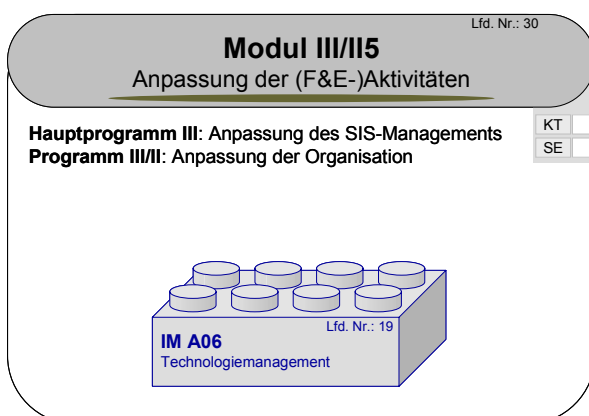 Lfd. Nr.: 30
Modul III/II5
Anpassung der (F&E-)Aktivitäten
Hauptprogramm III: Anpassung des SIS-Managements
Programm III/II: Anpassung der Organisation
KT
SE
Lfd. Nr.: 19
IM A06
Technologiemanagement